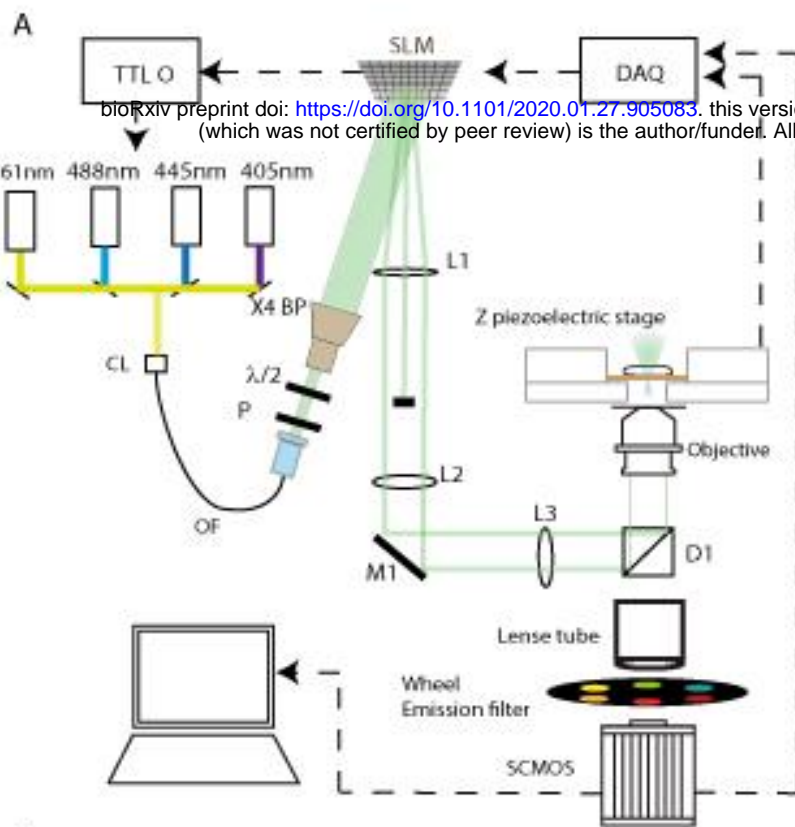 A
SLM
TTL O
DAQ
bioRxiv preprint doi: https://doi.org/10.1101/2020.01.27.905083. this versi
(which was not certified by peer review) is the author/funder. All
61nm 488nm 445nm 405nm
L1
X4 BP
Z piezoelectric stage
CL
λ/2
P
Objective
L2
L3
OF
M1
D1
Lense tube
Wheel
Emission filter
SCMOS